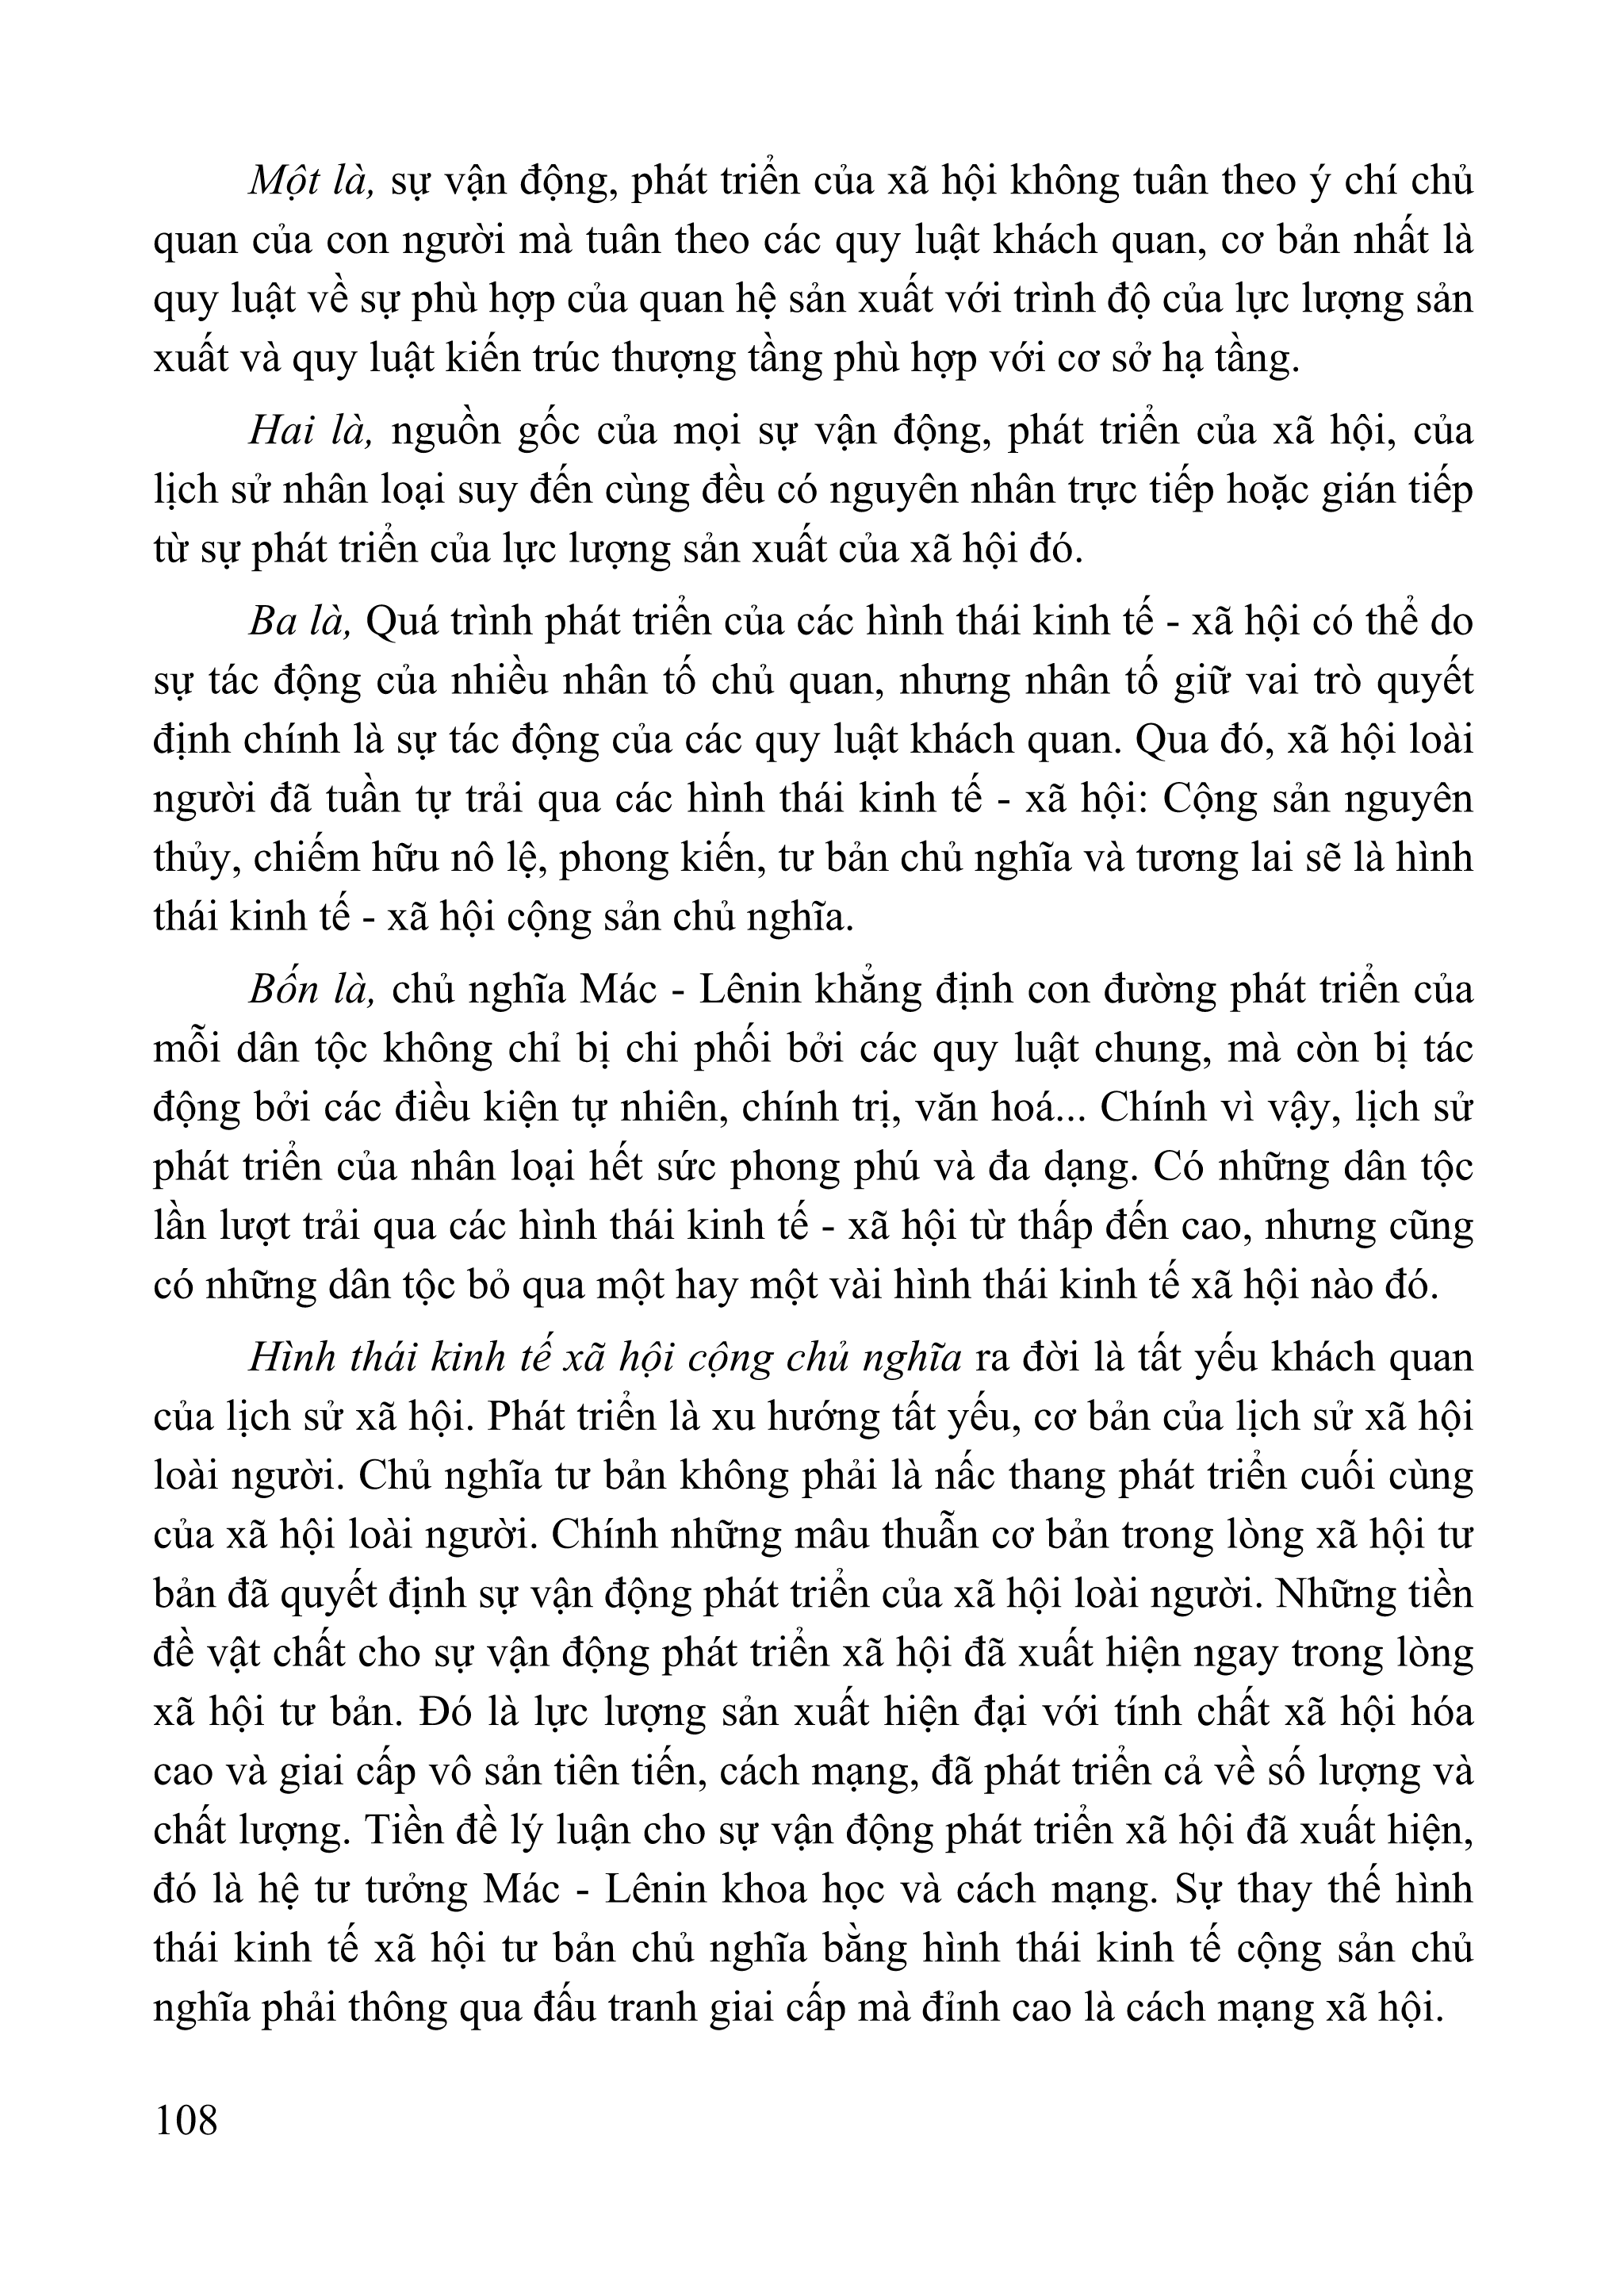 Một là, sự vận động, phát triển của xã hội không tuân theo ý chí chủ
quan của con người mà tuân theo các quy luật khách quan, cơ bản nhất là
quy luật về sự phù hợp của quan hệ sản xuất với trình độ của lực lượng sản
xuất và quy luật kiến trúc thượng tầng phù hợp với cơ sở hạ tầng.
Hai là, nguồn gốc của mọi sự vận động, phát triển của xã hội, của
lịch sử nhân loại suy đến cùng đều có nguyên nhân trực tiếp hoặc gián tiếp
từ sự phát triển của lực lượng sản xuất của xã hội đó.
Ba là, Quá trình phát triển của các hình thái kinh tế - xã hội có thể do
sự tác động của nhiều nhân tố chủ quan, nhưng nhân tố giữ vai trò quyết
định chính là sự tác động của các quy luật khách quan. Qua đó, xã hội loài
người đã tuần tự trải qua các hình thái kinh tế - xã hội: Cộng sản nguyên
thủy, chiếm hữu nô lệ, phong kiến, tư bản chủ nghĩa và tương lai sẽ là hình
thái kinh tế - xã hội cộng sản chủ nghĩa.
Bốn là, chủ nghĩa Mác - Lênin khẳng định con đường phát triển của
mỗi dân tộc không chỉ bị chi phối bởi các quy luật chung, mà còn bị tác
động bởi các điều kiện tự nhiên, chính trị, văn hoá... Chính vì vậy, lịch sử
phát triển của nhân loại hết sức phong phú và đa dạng. Có những dân tộc
lần lượt trải qua các hình thái kinh tế - xã hội từ thấp đến cao, nhưng cũng
có những dân tộc bỏ qua một hay một vài hình thái kinh tế xã hội nào đó.
Hình thái kinh tế xã hội cộng chủ nghĩa ra đời là tất yếu khách quan
của lịch sử xã hội. Phát triển là xu hướng tất yếu, cơ bản của lịch sử xã hội
loài người. Chủ nghĩa tư bản không phải là nấc thang phát triển cuối cùng
của xã hội loài người. Chính những mâu thuẫn cơ bản trong lòng xã hội tư
bản đã quyết định sự vận động phát triển của xã hội loài người. Những tiền
đề vật chất cho sự vận động phát triển xã hội đã xuất hiện ngay trong lòng
xã hội tư bản. Đó là lực lượng sản xuất hiện đại với tính chất xã hội hóa
cao và giai cấp vô sản tiên tiến, cách mạng, đã phát triển cả về số lượng và
chất lượng. Tiền đề lý luận cho sự vận động phát triển xã hội đã xuất hiện,
đó là hệ tư tưởng Mác - Lênin khoa học và cách mạng. Sự thay thế hình
thái kinh tế xã hội tư bản chủ nghĩa bằng hình thái kinh tế cộng sản chủ
nghĩa phải thông qua đấu tranh giai cấp mà đỉnh cao là cách mạng xã hội.
108